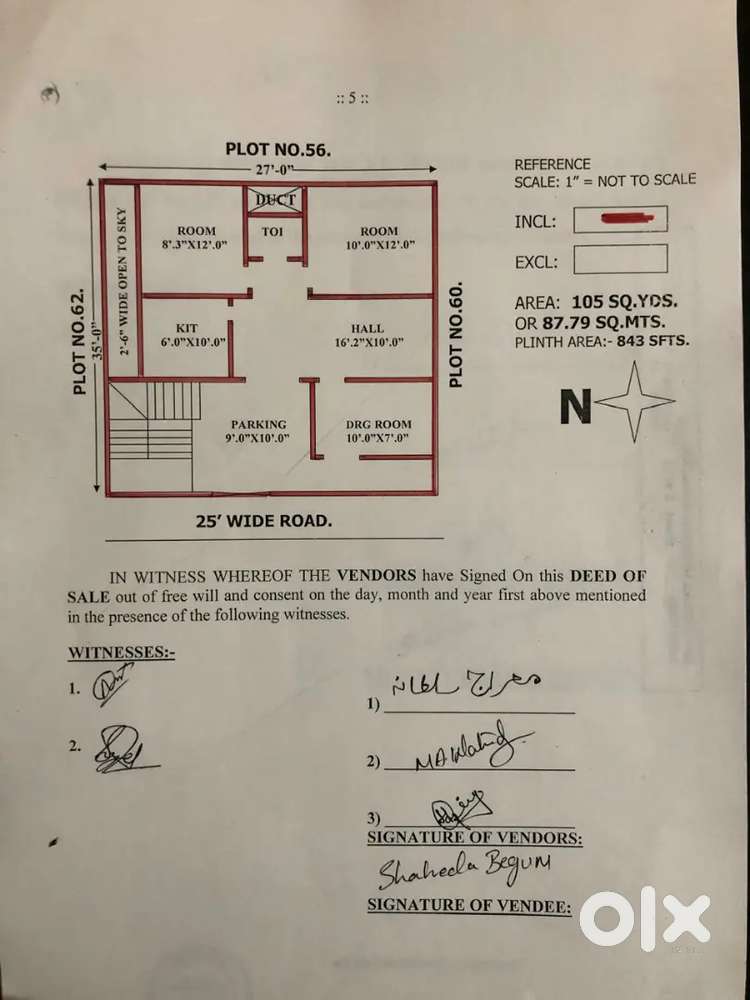 :: 5 ::
PLOT NO.56.
27'-0"
REFERENCE
SCALE: 1" = NOT TO SCALE
INCL:
EXCL:
AREA: 105 SQ.YDS.
OR 87.79 SQ.MTS.
PLINTH AREA:- 843 SFTS.
N
PLOT NO.62.
35'-0"
2'-6" WIDE OPEN TO SKY
PLOT NO.60.
DUCT
ROOM
8'.3"X12'.0"
TOI
ROOM
10'.0"X12'.0"
KIT
6'.0"X10'.0"
HALL
16'.2"X10'.0"
PARKING
9'.0"X10'.0"
DRG ROOM
10'.0"X7'.0"
25' WIDE ROAD.
IN WITNESS WHEREOF THE VENDORS have Signed On this DEED OF
SALE out of free will and consent on the day, month and year first above mentioned
in the presence of the following witnesses.
WITNESSES:-
1.
2.
1) معراج سلطانہ
2)
3)
SIGNATURE OF VENDORS:
Shaheda Begum
SIGNATURE OF VENDEE:
olx